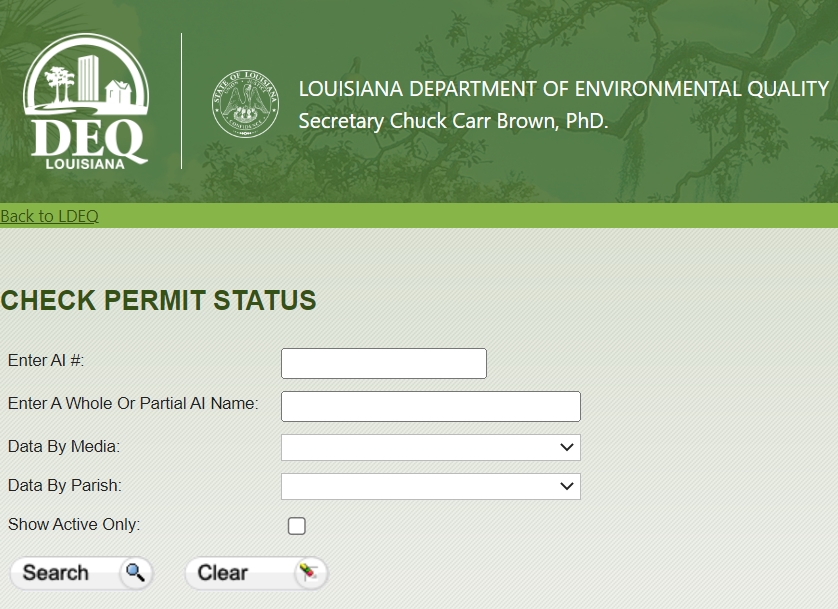 DEQ
LOUISIANA
STATE OF LOUISIANA
CONFIDENCE
LOUISIANA DEPARTMENT OF ENVIRONMENTAL QUALITY
Secretary Chuck Carr Brown, PhD.
Back to LDEQ
CHECK PERMIT STATUS
Enter AI #:
Enter A Whole Or Partial AI Name:
Data By Media:
Data By Parish:
Show Active Only:
Search
Clear